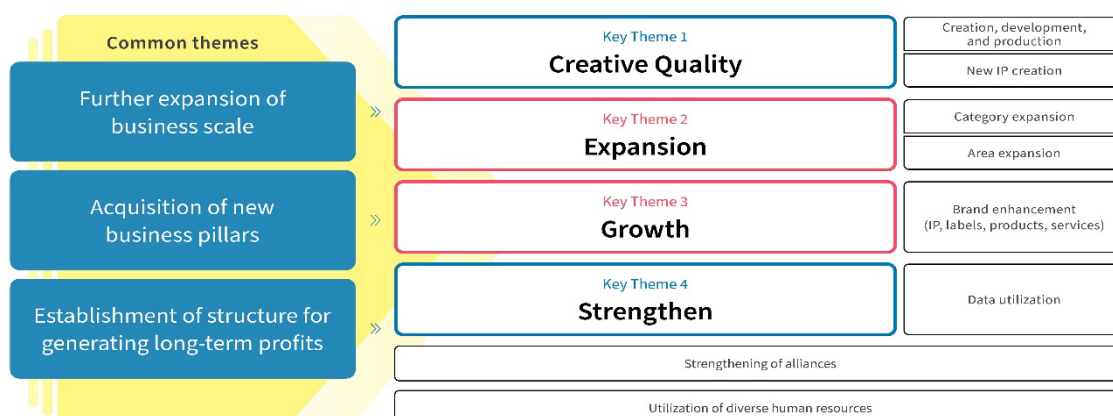 Common themes
Further expansion of
business scale
Acquisition of new
business pillars
Establishment of structure for
generating long-term profits
Key Theme 1
Creative Quality
Creation, development,
and production
New IP creation
Key Theme 2
Expansion
Category expansion
Area expansion
Key Theme 3
Growth
Brand enhancement
(IP, labels, products, services)
Key Theme 4
Strengthen
Data utilization
Strengthening of alliances
Utilization of diverse human resources